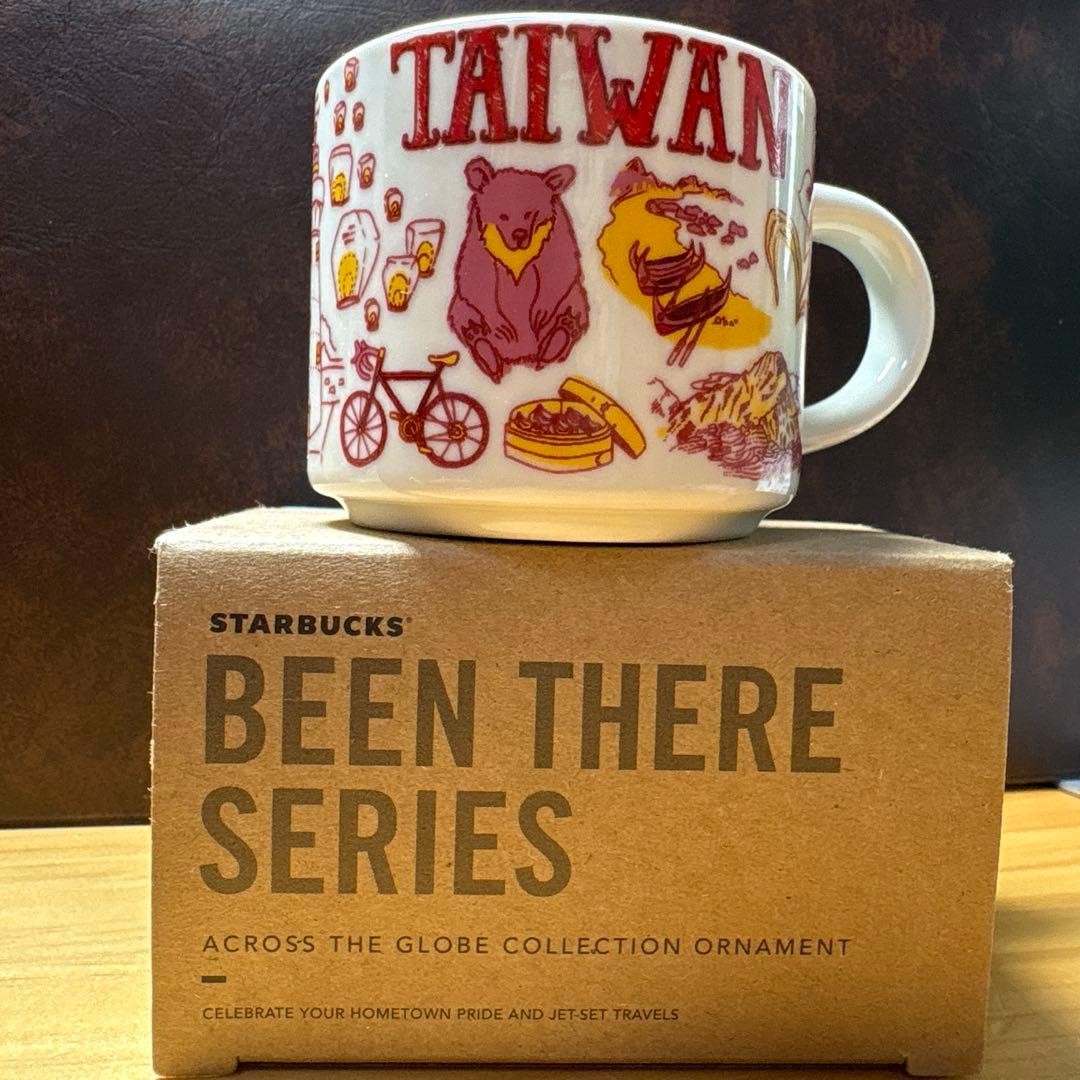 TAIWAN
STARBUCKS®
BEEN THERE
SERIES
ACROSS THE GLOBE COLLECTION ORNAMENT
CELEBRATE YOUR HOMETOWN PRIDE AND JET-SET TRAVELS